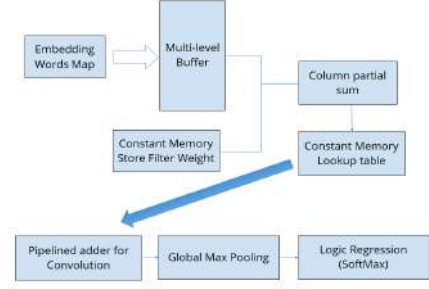 Embedding
Words Map
Multi-level
Buffer
Column partial
sum
Constant Memory
Store Filter Weight
Constant Memory
Lookup table
Pipelined adder for
Convolution
Global Max Pooling
Logic Regression
(SoftMax)